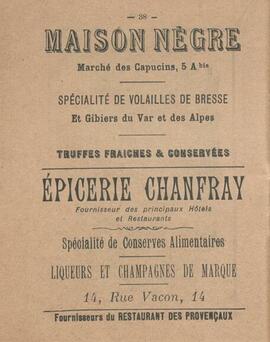 — 38 —
MAISON NÈGRE
Marché des Capucins, 5 Abis
SPÉCIALITÉ DE VOLAILLES DE BRESSE
Et Gibiers du Var et des Alpes
TRUFFES FRAICHES & CONSERVÉES
ÉPICERIE CHANFRAY
Fournisseur des principaux Hôtels
et Restaurants
Spécialité de Conserves Alimentaires
LIQUEURS ET CHAMPAGNES DE MARQUE
14, Rue Vacon, 14
Fournisseurs du RESTAURANT DES PROVENÇAUX